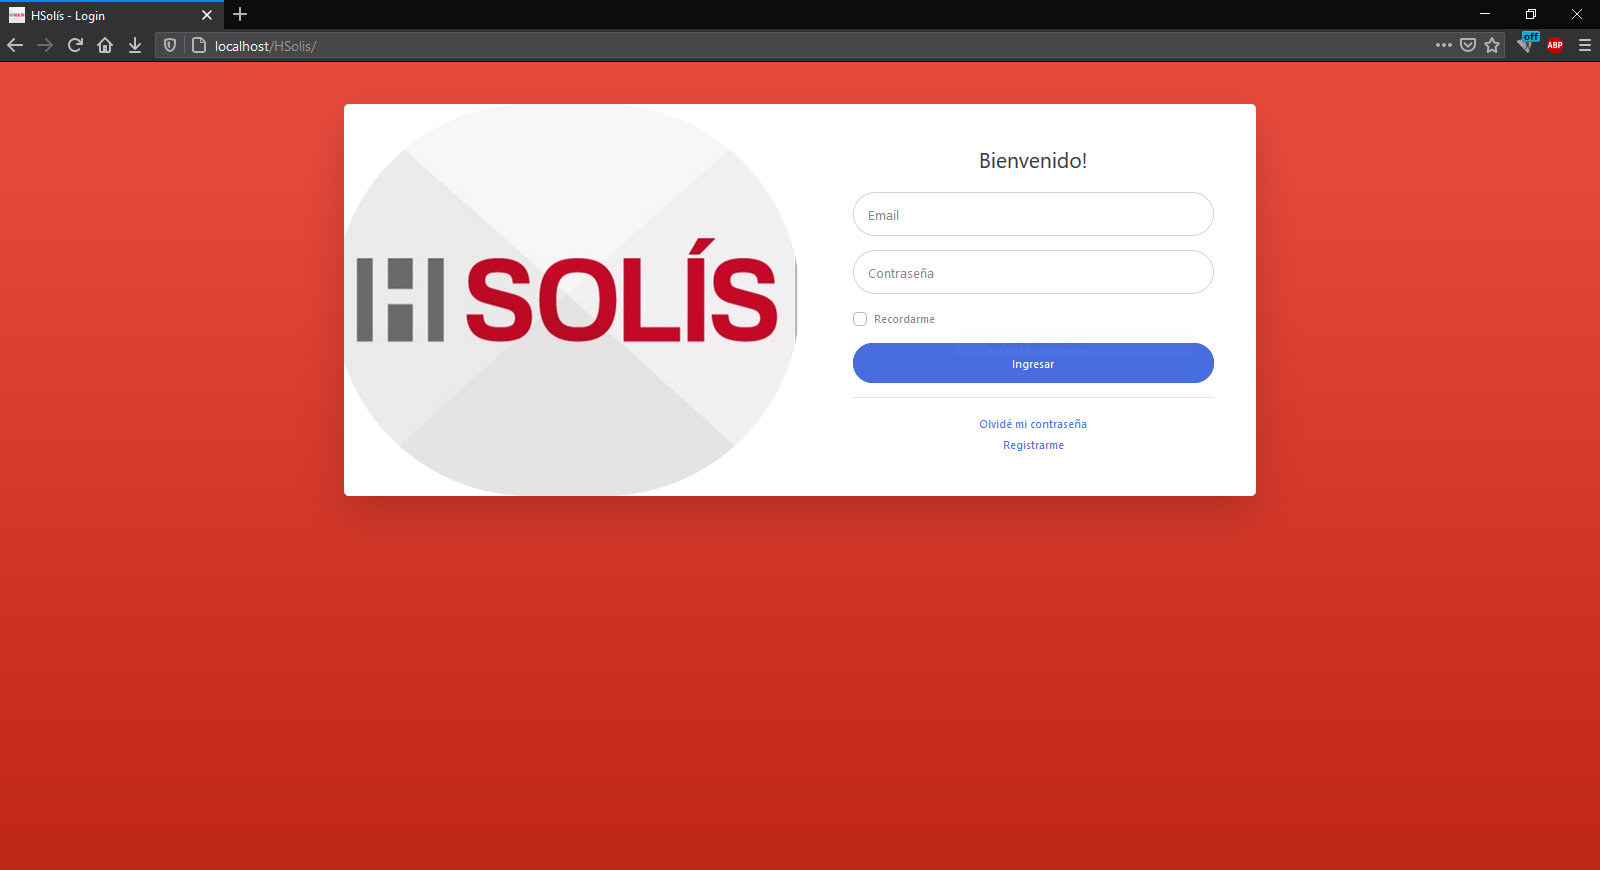 HSolís - Login
localhost/HSolis/
off
ABP
H SOLÍS
Bienvenido!
Email
Contraseña
Recordarme
Ingresar
Olvidé mi contraseña
Registrarme